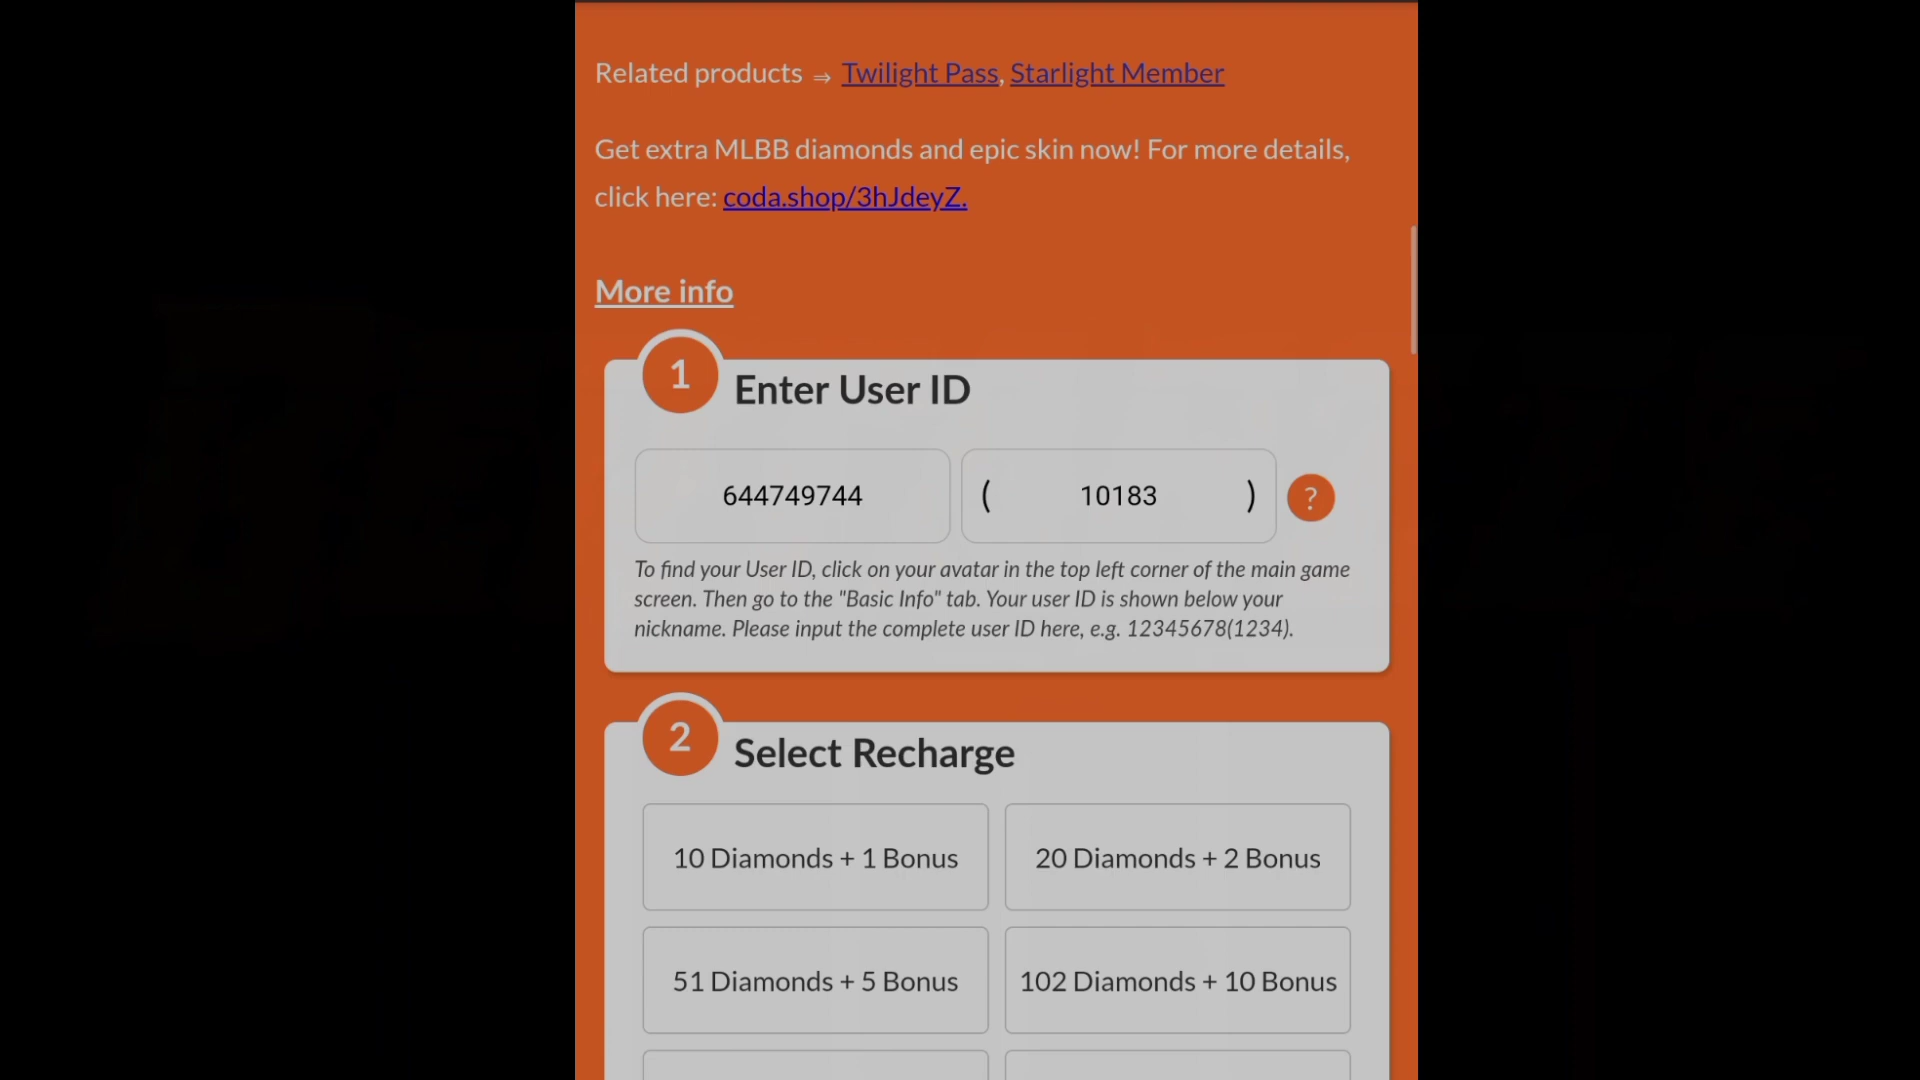 Related products ⇒ Twilight Pass, Starlight Member
Get extra MLBB diamonds and epic skin now! For more details,
click here: coda.shop/3hJdeyZ.
More info
1
Enter User ID
644749744 ( 10183 ) ?
To find your User ID, click on your avatar in the top left corner of the main game
screen. Then go to the "Basic Info" tab. Your user ID is shown below your
nickname. Please input the complete user ID here, e.g. 12345678(1234).
2
Select Recharge
10 Diamonds + 1 Bonus
20 Diamonds + 2 Bonus
51 Diamonds + 5 Bonus
102 Diamonds + 10 Bonus